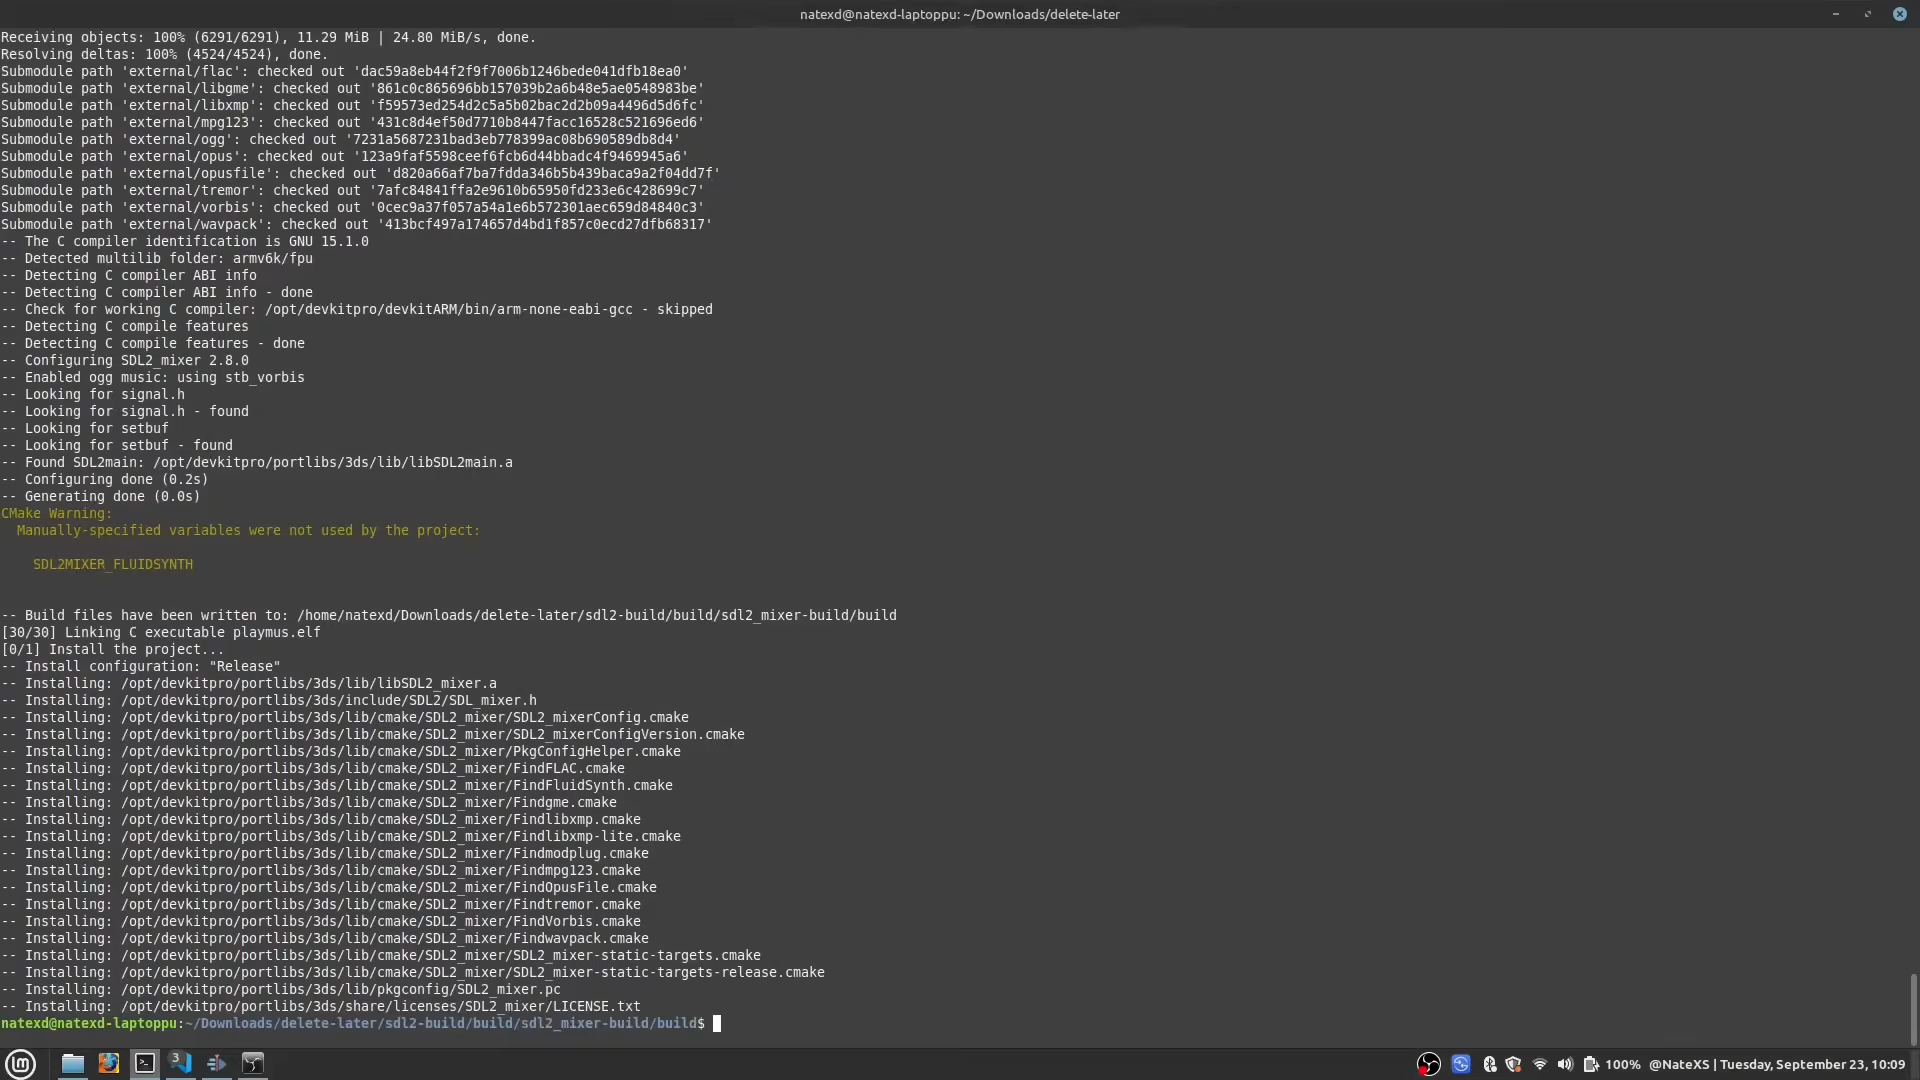 natexd@natexd-laptoppu: ~/Downloads/delete-later
Receiving objects: 100% (6291/6291), 11.29 MiB | 24.80 MiB/s, done.
Resolving deltas: 100% (4524/4524), done.
Submodule path 'external/flac': checked out 'dac59a8eb44f2f9f7006b1246bede041dfb18ea0'
Submodule path 'external/libgme': checked out '861c0c865696bb157039b2a6b48e5ae0548983be'
Submodule path 'external/libxmp': checked out 'f59573ed254d2c5a5b02bac2d2b09a4496d5d6fc'
Submodule path 'external/mpg123': checked out '431c8d4ef50d7710b8447facc16528c521696ed6'
Submodule path 'external/ogg': checked out '7231a5687231bad3eb778399ac08b690589db8d4'
Submodule path 'external/opus': checked out '123a9faf5598ceef6fcb6d44bbadc4f9469945a6'
Submodule path 'external/opusfile': checked out 'd820a66af7ba7fdda346b5b439baca9a2f04dd7f'
Submodule path 'external/tremor': checked out '7afc84841ffa2e9610b65950fd233e6c428699c7'
Submodule path 'external/vorbis': checked out '0cec9a37f057a54a1e6b572301aec659d84840c3'
Submodule path 'external/wavpack': checked out '413bcf497a174657d4bd1f857c0ecd27dfb68317'
-- The C compiler identification is GNU 15.1.0
-- Detected multilib folder: armv6k/fpu
-- Detecting C compiler ABI info
-- Detecting C compiler ABI info - done
-- Check for working C compiler: /opt/devkitpro/devkitARM/bin/arm-none-eabi-gcc - skipped
-- Detecting C compile features
-- Detecting C compile features - done
-- Configuring SDL2_mixer 2.8.0
-- Enabled ogg music: using stb_vorbis
-- Looking for signal.h
-- Looking for signal.h - found
-- Looking for setbuf
-- Looking for setbuf - found
-- Found SDL2main: /opt/devkitpro/portlibs/3ds/lib/libSDL2main.a
-- Configuring done (0.2s)
-- Generating done (0.0s)
CMake Warning:
  Manually-specified variables were not used by the project:
    SDL2MIXER_FLUIDSYNTH
-- Build files have been written to: /home/natexd/Downloads/delete-later/sdl2-build/build/sdl2_mixer-build/build
[30/30] Linking C executable playmus.elf
[0/1] Install the project...
-- Install configuration: "Release"
-- Installing: /opt/devkitpro/portlibs/3ds/lib/libSDL2_mixer.a
-- Installing: /opt/devkitpro/portlibs/3ds/include/SDL2/SDL_mixer.h
-- Installing: /opt/devkitpro/portlibs/3ds/lib/cmake/SDL2_mixer/SDL2_mixerConfig.cmake
-- Installing: /opt/devkitpro/portlibs/3ds/lib/cmake/SDL2_mixer/SDL2_mixerConfigVersion.cmake
-- Installing: /opt/devkitpro/portlibs/3ds/lib/cmake/SDL2_mixer/PkgConfigHelper.cmake
-- Installing: /opt/devkitpro/portlibs/3ds/lib/cmake/SDL2_mixer/FindFLAC.cmake
-- Installing: /opt/devkitpro/portlibs/3ds/lib/cmake/SDL2_mixer/FindFluidSynth.cmake
-- Installing: /opt/devkitpro/portlibs/3ds/lib/cmake/SDL2_mixer/Findgme.cmake
-- Installing: /opt/devkitpro/portlibs/3ds/lib/cmake/SDL2_mixer/Findlibxmp.cmake
-- Installing: /opt/devkitpro/portlibs/3ds/lib/cmake/SDL2_mixer/Findlibxmp-lite.cmake
-- Installing: /opt/devkitpro/portlibs/3ds/lib/cmake/SDL2_mixer/Findmodplug.cmake
-- Installing: /opt/devkitpro/portlibs/3ds/lib/cmake/SDL2_mixer/Findmpg123.cmake
-- Installing: /opt/devkitpro/portlibs/3ds/lib/cmake/SDL2_mixer/FindOpusFile.cmake
-- Installing: /opt/devkitpro/portlibs/3ds/lib/cmake/SDL2_mixer/Findtremor.cmake
-- Installing: /opt/devkitpro/portlibs/3ds/lib/cmake/SDL2_mixer/FindVorbis.cmake
-- Installing: /opt/devkitpro/portlibs/3ds/lib/cmake/SDL2_mixer/Findwavpack.cmake
-- Installing: /opt/devkitpro/portlibs/3ds/lib/cmake/SDL2_mixer/SDL2_mixer-static-targets.cmake
-- Installing: /opt/devkitpro/portlibs/3ds/lib/cmake/SDL2_mixer/SDL2_mixer-static-targets-release.cmake
-- Installing: /opt/devkitpro/portlibs/3ds/lib/pkgconfig/SDL2_mixer.pc
-- Installing: /opt/devkitpro/portlibs/3ds/share/licenses/SDL2_mixer/LICENSE.txt
natexd@natexd-laptoppu:~/Downloads/delete-later/sdl2-build/build/sdl2_mixer-build/build$
3
100% @NateXS | Tuesday, September 23, 10:09